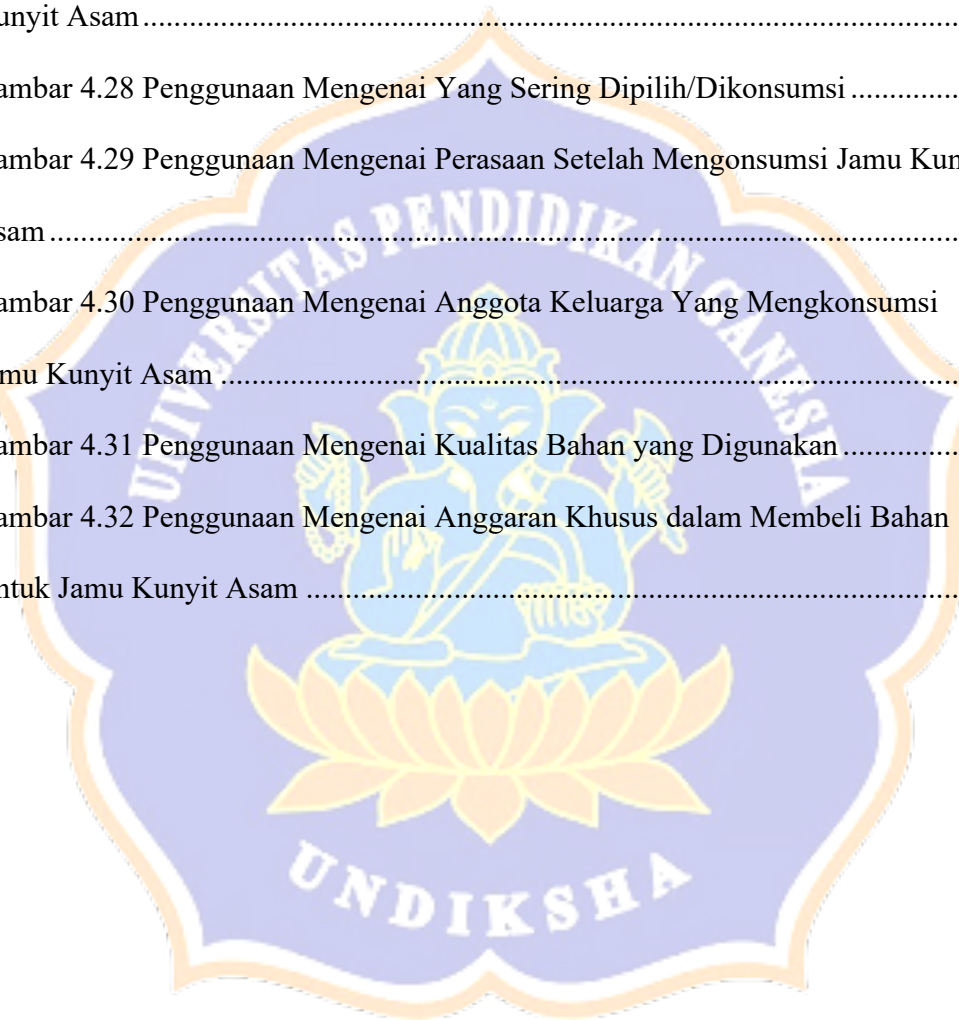 unyit Asam................................................................................................
ambar 4.28 Penggunaan Mengenai Yang Sering Dipilih/Dikonsumsi..............
ambar 4.29 Penggunaan Mengenai Perasaan Setelah Mengonsumsi Jamu Kun
sam................................................................................................
ambar 4.30 Penggunaan Mengenai Anggota Keluarga Yang Mengkonsumsi
mu Kunyit Asam................................................................................................
ambar 4.31 Penggunaan Mengenai Kualitas Bahan yang Digunakan...............
ambar 4.32 Penggunaan Mengenai Anggaran Khusus dalam Membeli Bahan
ntuk Jamu Kunyit Asam................................................................................................
UNIVERSITAS PENDIDIKAN GANESHA
UNDIKSHA